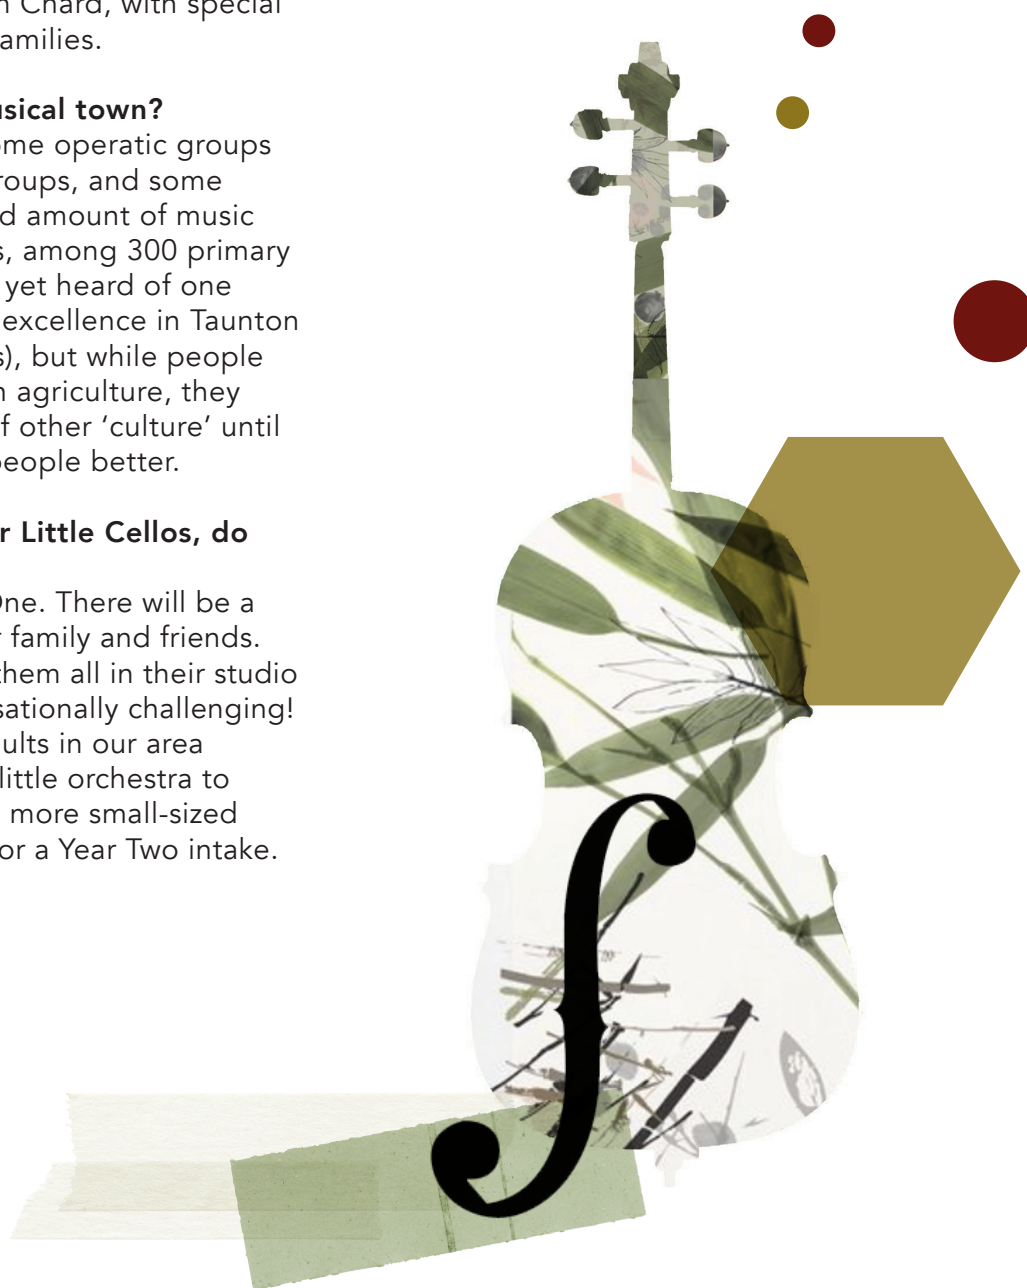 n Chard, with special
amilies.
usical town?
ome operatic groups
roups, and some
d amount of music
s, among 300 primary
yet heard of one
excellence in Taunton
s), but while people
n agriculture, they
f other ‘culture’ until
people better.
r Little Cellos, do
One. There will be a
r family and friends.
them all in their studio
sationally challenging!
ults in our area
little orchestra to
more small-sized
or a Year Two intake.